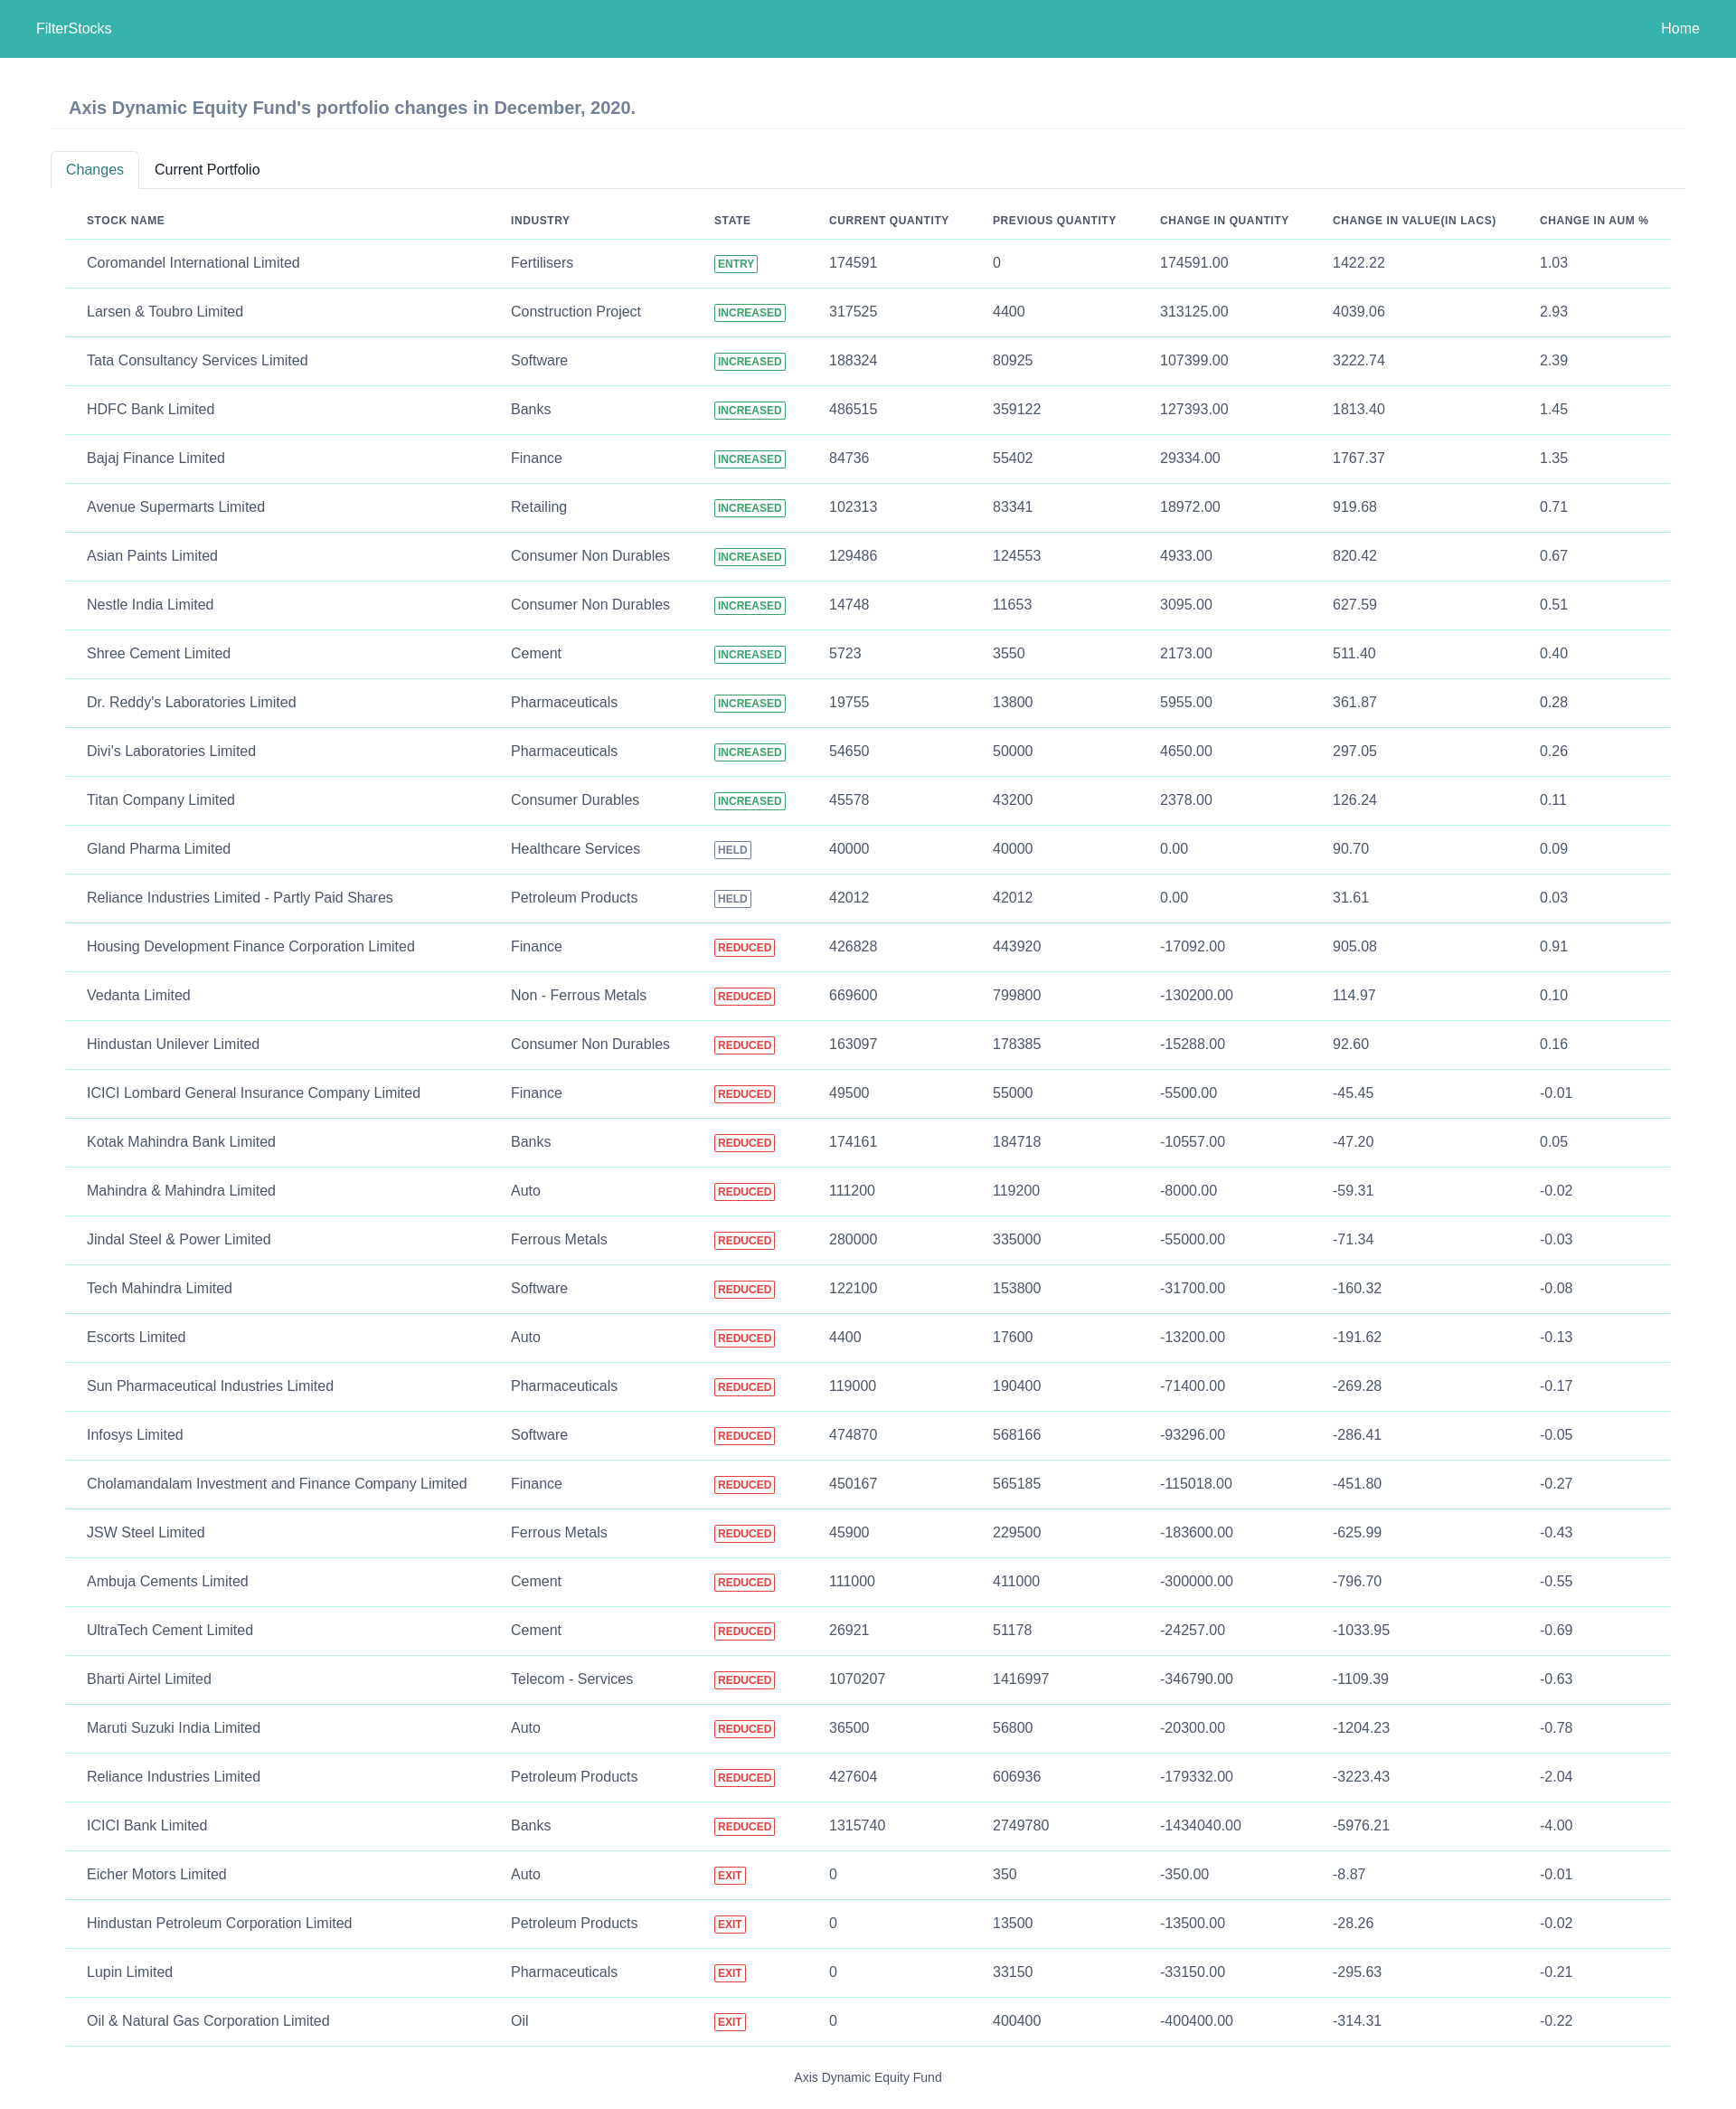 FilterStocks Home
Axis Dynamic Equity Fund's portfolio changes in December, 2020.
Changes Current Portfolio
STOCK NAME INDUSTRY STATE CURRENT QUANTITY PREVIOUS QUANTITY CHANGE IN QUANTITY CHANGE IN VALUE(IN LACS) CHANGE IN AUM %
Coromandel International Limited Fertilisers ENTRY 174591 0 174591.00 1422.22 1.03
Larsen & Toubro Limited Construction Project INCREASED 317525 4400 313125.00 4039.06 2.93
Tata Consultancy Services Limited Software INCREASED 188324 80925 107399.00 3222.74 2.39
HDFC Bank Limited Banks INCREASED 486515 359122 127393.00 1813.40 1.45
Bajaj Finance Limited Finance INCREASED 84736 55402 29334.00 1767.37 1.35
Avenue Supermarts Limited Retailing INCREASED 102313 83341 18972.00 919.68 0.71
Asian Paints Limited Consumer Non Durables INCREASED 129486 124553 4933.00 820.42 0.67
Nestle India Limited Consumer Non Durables INCREASED 14748 11653 3095.00 627.59 0.51
Shree Cement Limited Cement INCREASED 5723 3550 2173.00 511.40 0.40
Dr. Reddy's Laboratories Limited Pharmaceuticals INCREASED 19755 13800 5955.00 361.87 0.28
Divi's Laboratories Limited Pharmaceuticals INCREASED 54650 50000 4650.00 297.05 0.26
Titan Company Limited Consumer Durables INCREASED 45578 43200 2378.00 126.24 0.11
Gland Pharma Limited Healthcare Services HELD 40000 40000 0.00 90.70 0.09
Reliance Industries Limited - Partly Paid Shares Petroleum Products HELD 42012 42012 0.00 31.61 0.03
Housing Development Finance Corporation Limited Finance REDUCED 426828 443920 -17092.00 905.08 0.91
Vedanta Limited Non - Ferrous Metals REDUCED 669600 799800 -130200.00 114.97 0.10
Hindustan Unilever Limited Consumer Non Durables REDUCED 163097 178385 -15288.00 92.60 0.16
ICICI Lombard General Insurance Company Limited Finance REDUCED 49500 55000 -5500.00 -45.45 -0.01
Kotak Mahindra Bank Limited Banks REDUCED 174161 184718 -10557.00 -47.20 0.05
Mahindra & Mahindra Limited Auto REDUCED 111200 119200 -8000.00 -59.31 -0.02
Jindal Steel & Power Limited Ferrous Metals REDUCED 280000 335000 -55000.00 -71.34 -0.03
Tech Mahindra Limited Software REDUCED 122100 153800 -31700.00 -160.32 -0.08
Escorts Limited Auto REDUCED 4400 17600 -13200.00 -191.62 -0.13
Sun Pharmaceutical Industries Limited Pharmaceuticals REDUCED 119000 190400 -71400.00 -269.28 -0.17
Infosys Limited Software REDUCED 474870 568166 -93296.00 -286.41 -0.05
Cholamandalam Investment and Finance Company Limited Finance REDUCED 450167 565185 -115018.00 -451.80 -0.27
JSW Steel Limited Ferrous Metals REDUCED 45900 229500 -183600.00 -625.99 -0.43
Ambuja Cements Limited Cement REDUCED 111000 411000 -300000.00 -796.70 -0.55
UltraTech Cement Limited Cement REDUCED 26921 51178 -24257.00 -1033.95 -0.69
Bharti Airtel Limited Telecom - Services REDUCED 1070207 1416997 -346790.00 -1109.39 -0.63
Maruti Suzuki India Limited Auto REDUCED 36500 56800 -20300.00 -1204.23 -0.78
Reliance Industries Limited Petroleum Products REDUCED 427604 606936 -179332.00 -3223.43 -2.04
ICICI Bank Limited Banks REDUCED 1315740 2749780 -1434040.00 -5976.21 -4.00
Eicher Motors Limited Auto EXIT 0 350 -350.00 -8.87 -0.01
Hindustan Petroleum Corporation Limited Petroleum Products EXIT 0 13500 -13500.00 -28.26 -0.02
Lupin Limited Pharmaceuticals EXIT 0 33150 -33150.00 -295.63 -0.21
Oil & Natural Gas Corporation Limited Oil EXIT 0 400400 -400400.00 -314.31 -0.22
Axis Dynamic Equity Fund